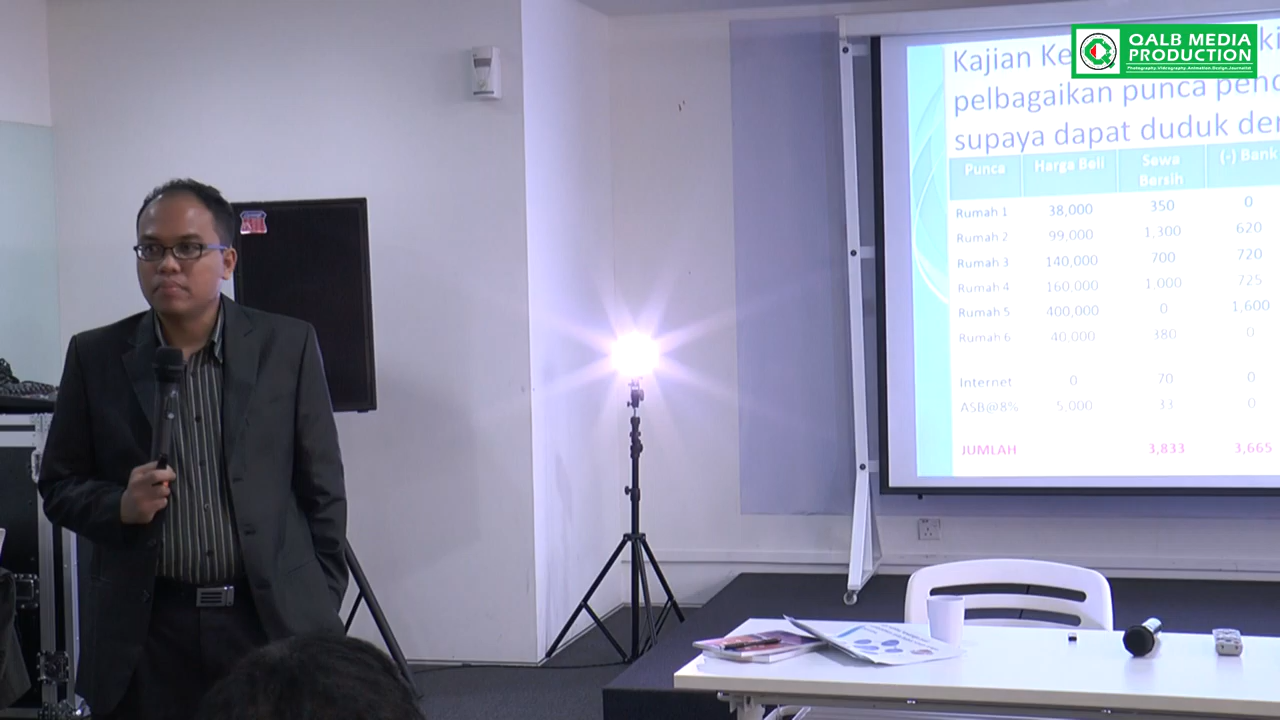 QALB MEDIA
PRODUCTION
Photography.Videography.Animation.Design.Journalist
Kajian
pelbagaikan punca
supaya dapat duduk
Punca Harga Beli Sewa Bersih (-) Bank
Rumah 1 38,000 350 0
Rumah 2 99,000 1,300 620
Rumah 3 140,000 700 720
Rumah 4 160,000 1,000 725
Rumah 5 400,000 0 1,600
Rumah 6 40,000 380 0
Internet 0 70 0
ASB@8% 5,000 33 0
JUMLAH 3,833 3,665